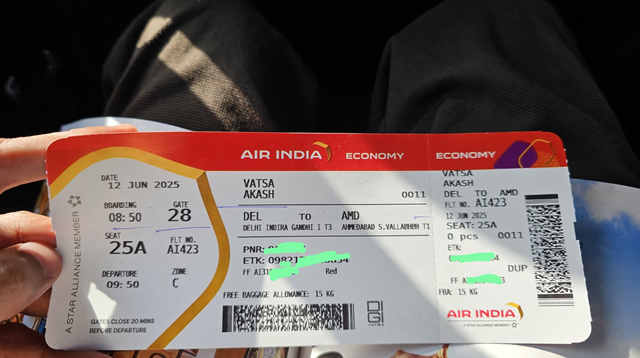 AIR INDIA ECONOMY
DATE
12 JUN 2025
BOARDING GATE
08:50 28
SEAT FLT NO.
25A AI423
DEPARTURE ZONE
09:50 C
GATES CLOSE 20 MINS
BEFORE DEPARTURE
A STAR ALLIANCE MEMBER
VATSA
AKASH 0011
DEL TO AMD
DELHI INDIRA GANDHI I T3 AHMEDABAD S.VALLABHBH T1
PNR:
ETK:
FF Red
FREE BAGGAGE ALLOWANCE: 15 KG
DIGI
YATRA
ECONOMY
VATSA
AKASH
DEL TO AMD
FLT NO. AI423
12 JUN 2025
SEAT: 25A
0 pcs 0011
ETK:
DUP
FF
FBA: 15 KG
AIR INDIA
A STAR ALLIANCE MEMBER